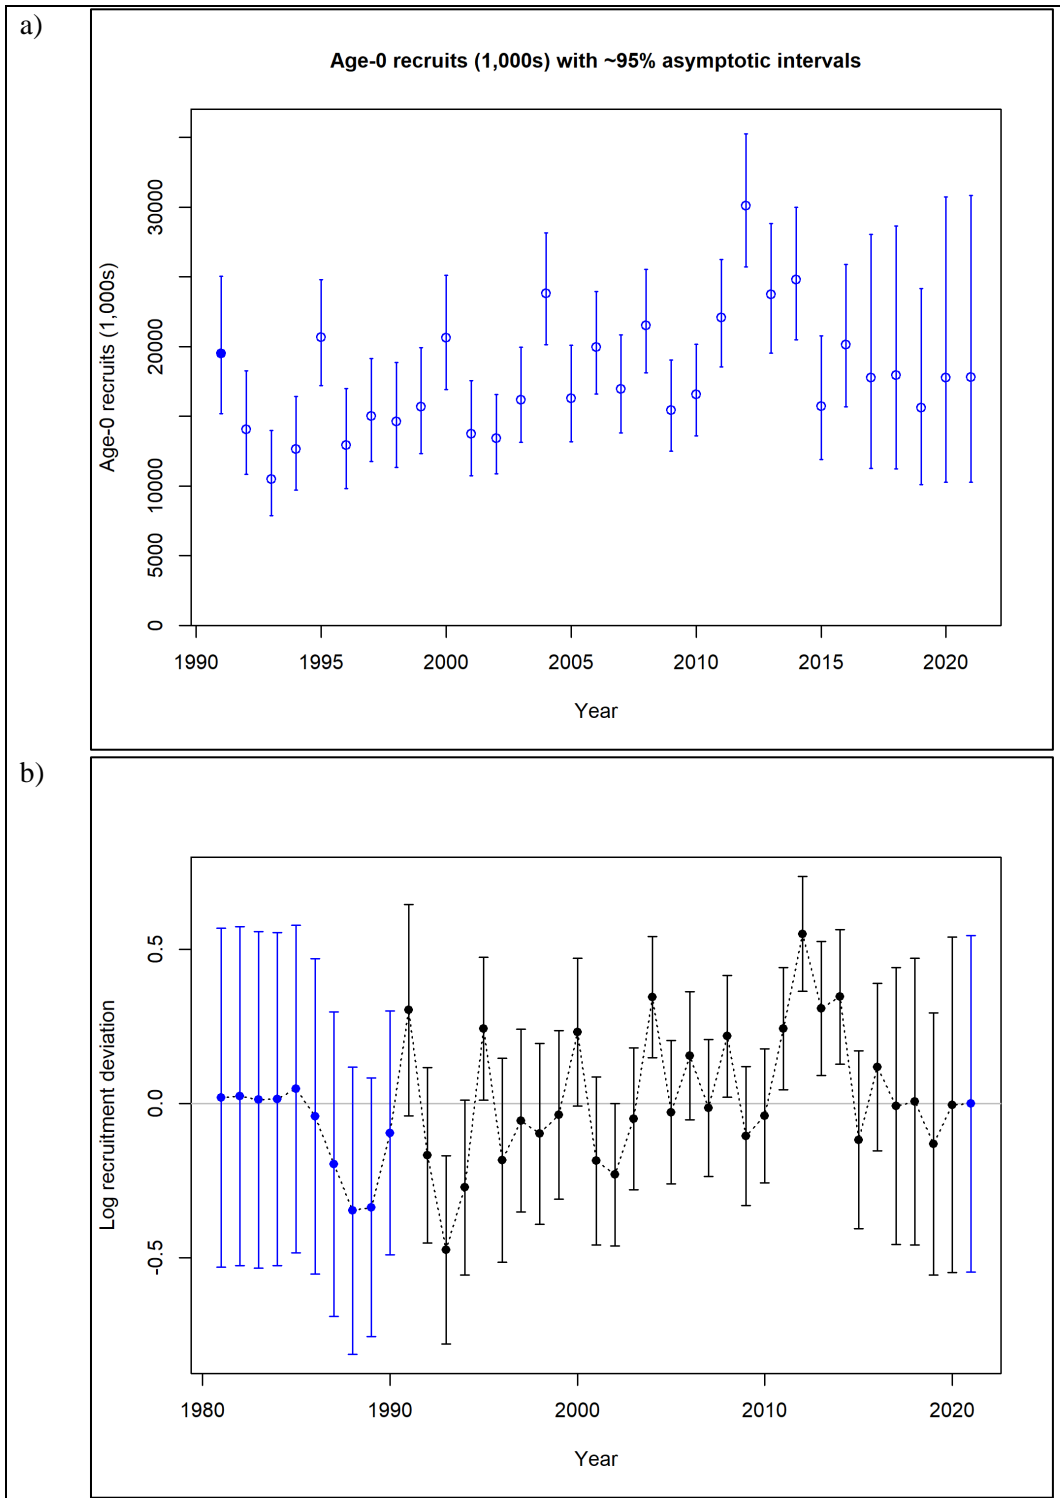 a)
Age-0 recruits (1,000s) with ~95% asymptotic intervals
Age-0 recruits (1,000s)
30000
20000
10000
5000
0
1990 1995 2000 2005 2010 2015 2020
Year
b)
Log recruitment deviation
0.5
0.0
-0.5
1980 1990 2000 2010 2020
Year